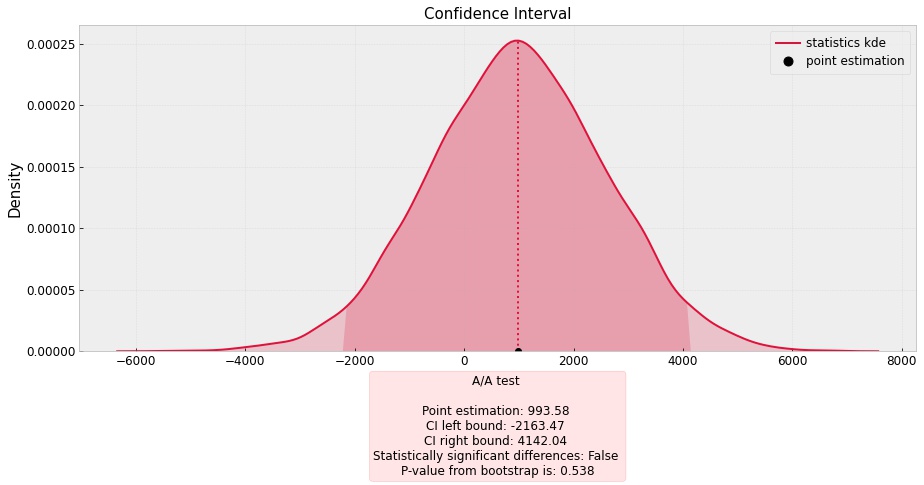 Confidence Interval
statistics kde
point estimation
Density
0.00025
0.00020
0.00015
0.00010
0.00005
0.00000
−6000 −4000 −2000 0 2000 4000 6000 8000
A/A test
Point estimation: 993.58
CI left bound: -2163.47
CI right bound: 4142.04
Statistically significant differences: False
P-value from bootstrap is: 0.538